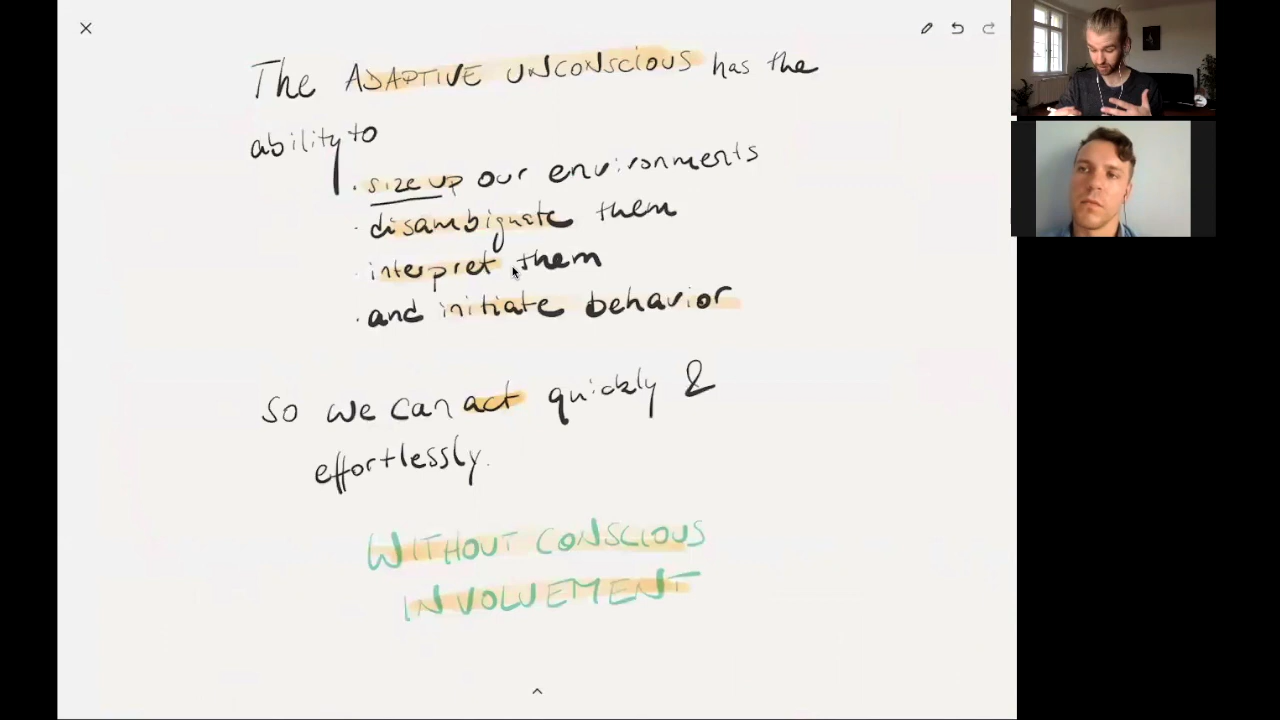 The ADAPTIVE UNCONSCIOUS has the
ability to
· size up our environments
· disambiguate them
· interpret them
· and initiate behavior
So we can act quickly &
effortlessly.
WITHOUT CONSCIOUS
INVOLVEMENT